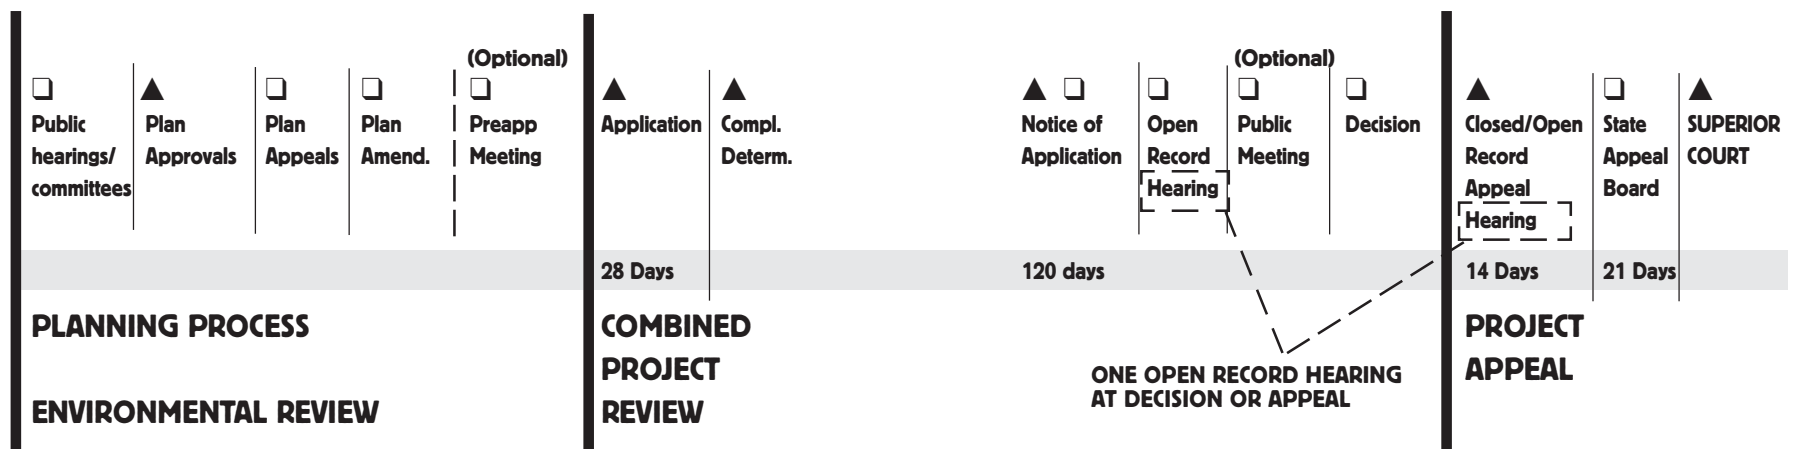 (Optional)
Public
hearings/
committees
Plan
Approvals
Plan
Appeals
Plan
Amend.
Preapp
Meeting
PLANNING PROCESS
ENVIRONMENTAL REVIEW
(Optional)
Application
Compl.
Determ.
Notice of
Application
Open
Record
Hearing
Public
Meeting
Decision
28 Days
120 days
COMBINED
PROJECT
REVIEW
ONE OPEN RECORD HEARING
AT DECISION OR APPEAL
Closed/Open
Record
Appeal
Hearing
State
Appeal
Board
SUPERIOR
COURT
14 Days
21 Days
PROJECT
APPEAL